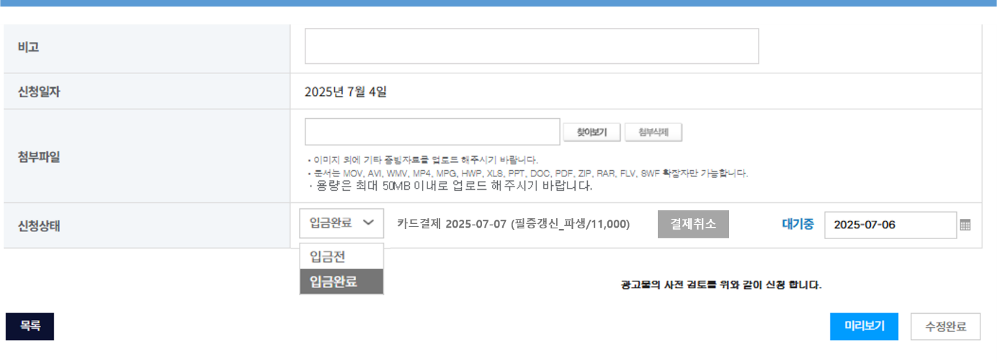 비고
신청일자
2025년 7월 4일
첨부파일
찾아보기
첨부삭제
• 이미지 외에 기타 증빙자료를 업로드 해주시기 바랍니다.
• 문서는 MOV, AVI, WMV, MP4, MPG, HWP, XLS, PPT, DOC, PDF, ZIP, RAR, FLV, SWF 확장자만 가능합니다.
· 용량은 최대 50MB 이내로 업로드 해주시기 바랍니다.
신청상태
입금완료
카드결제 2025-07-07 (필증갱신_파생/11,000)
결제취소
대기중
2025-07-06
입금전
입금완료
광고물의 사전 검토를 위와 같이 신청 합니다.
목록
미리보기
수정완료